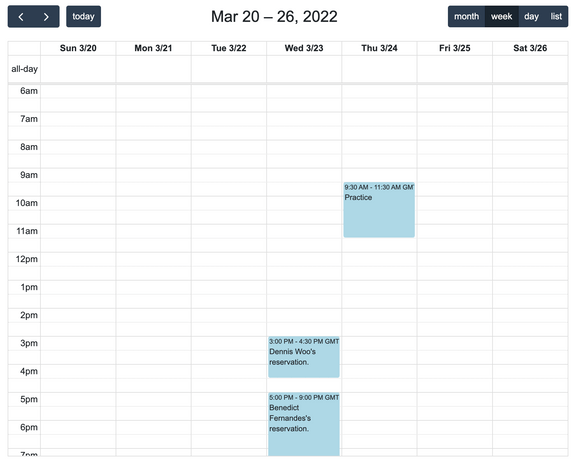 today
Mar 20 – 26, 2022
month week day list
Sun 3/20 Mon 3/21 Tue 3/22 Wed 3/23 Thu 3/24 Fri 3/25 Sat 3/26
all-day
6am
7am
8am
9am
9:30 AM - 11:30 AM GM
Practice
10am
11am
12pm
1pm
2pm
3pm
3:00 PM - 4:30 PM GMT
Dennis Woo's
reservation.
4pm
5pm
5:00 PM - 9:00 PM GMT
Benedict
Fernandes's
reservation.
6pm
7pm